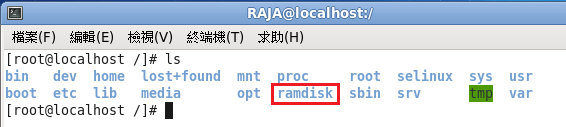 RAJA@localhost:/
檔案(F) 編輯(E) 檢視(V) 終端機(T) 求助(H)
[root@localhost /]# ls
bin dev home lost+found mnt proc root selinux sys usr
boot etc lib media opt ramdisk sbin srv tmp var
[root@localhost /]#